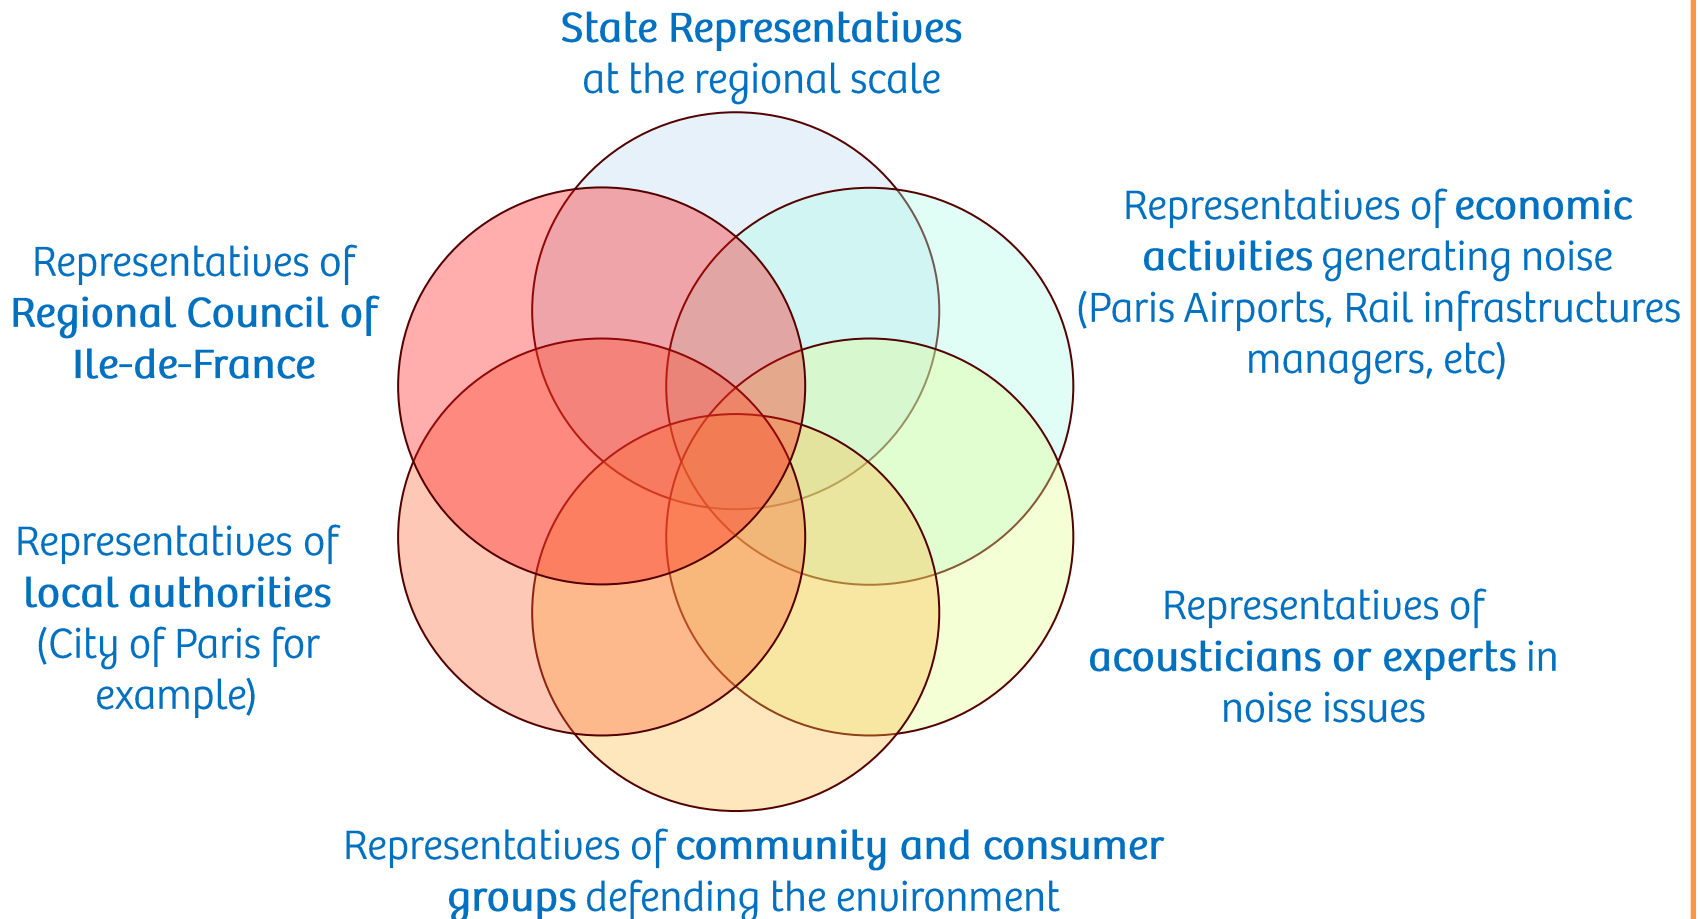 State Representatives
at the regional scale
Representatives of economic
activities generating noise
(Paris Airports, Rail infrastructures
managers, etc)
Representatives of
Regional Council of
Ile-de-France
Representatives of
local authorities
(City of Paris for
example)
Representatives of
acousticians or experts in
noise issues
Representatives of community and consumer
groups defending the environment